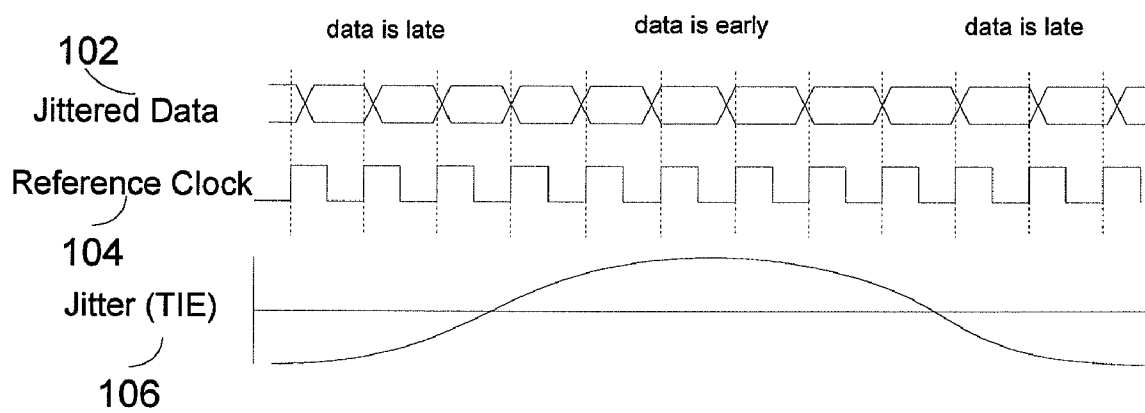 data is late
data is early
data is late
102
Jittered Data
Reference Clock
104
Jitter (TIE)
106